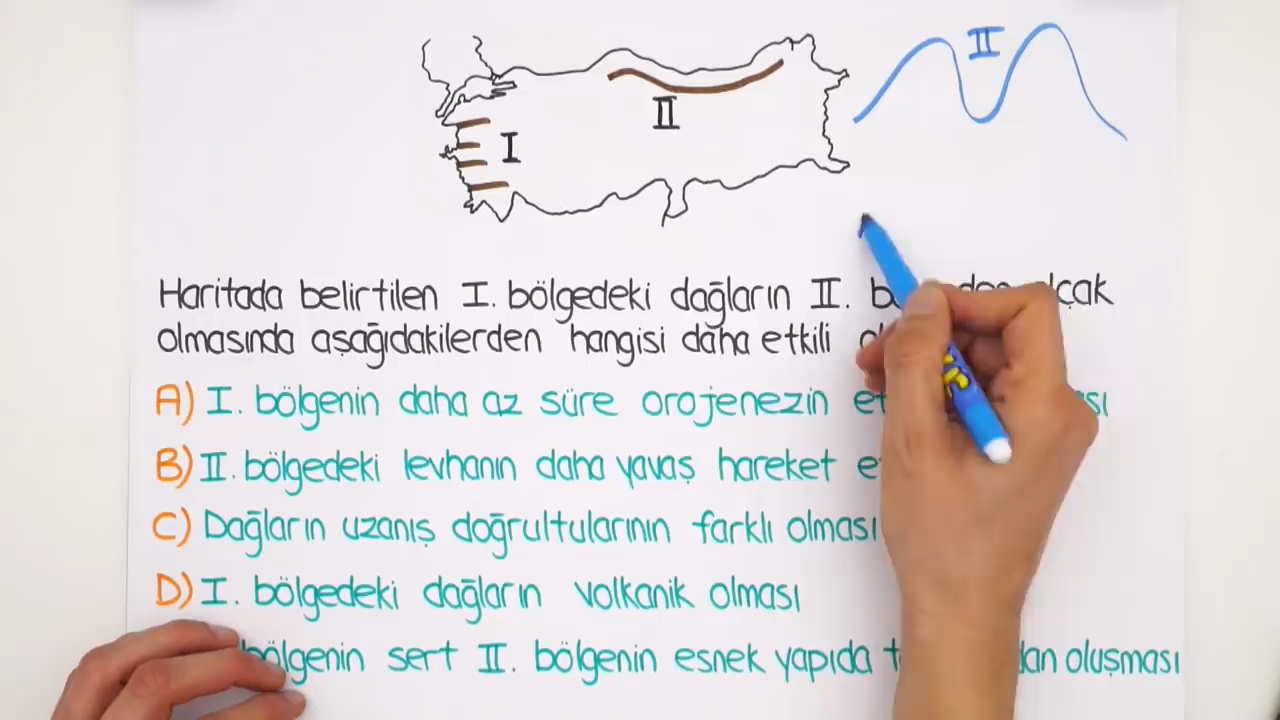 II
I
II
Haritada belirtilen I. bölgedeki dağların II. alçak
olmasında aşağıdakilerden hangisi daha etkili
A) I. bölgenin daha az süre orojenezin
B) II. bölgedeki levhanın daha yavaş hareket
C) Dağların uzanış doğrultularının farklı olması
D) I. bölgedeki dağların volkanik olması
bölgenin sert II. bölgenin esnek yapıda oluşması